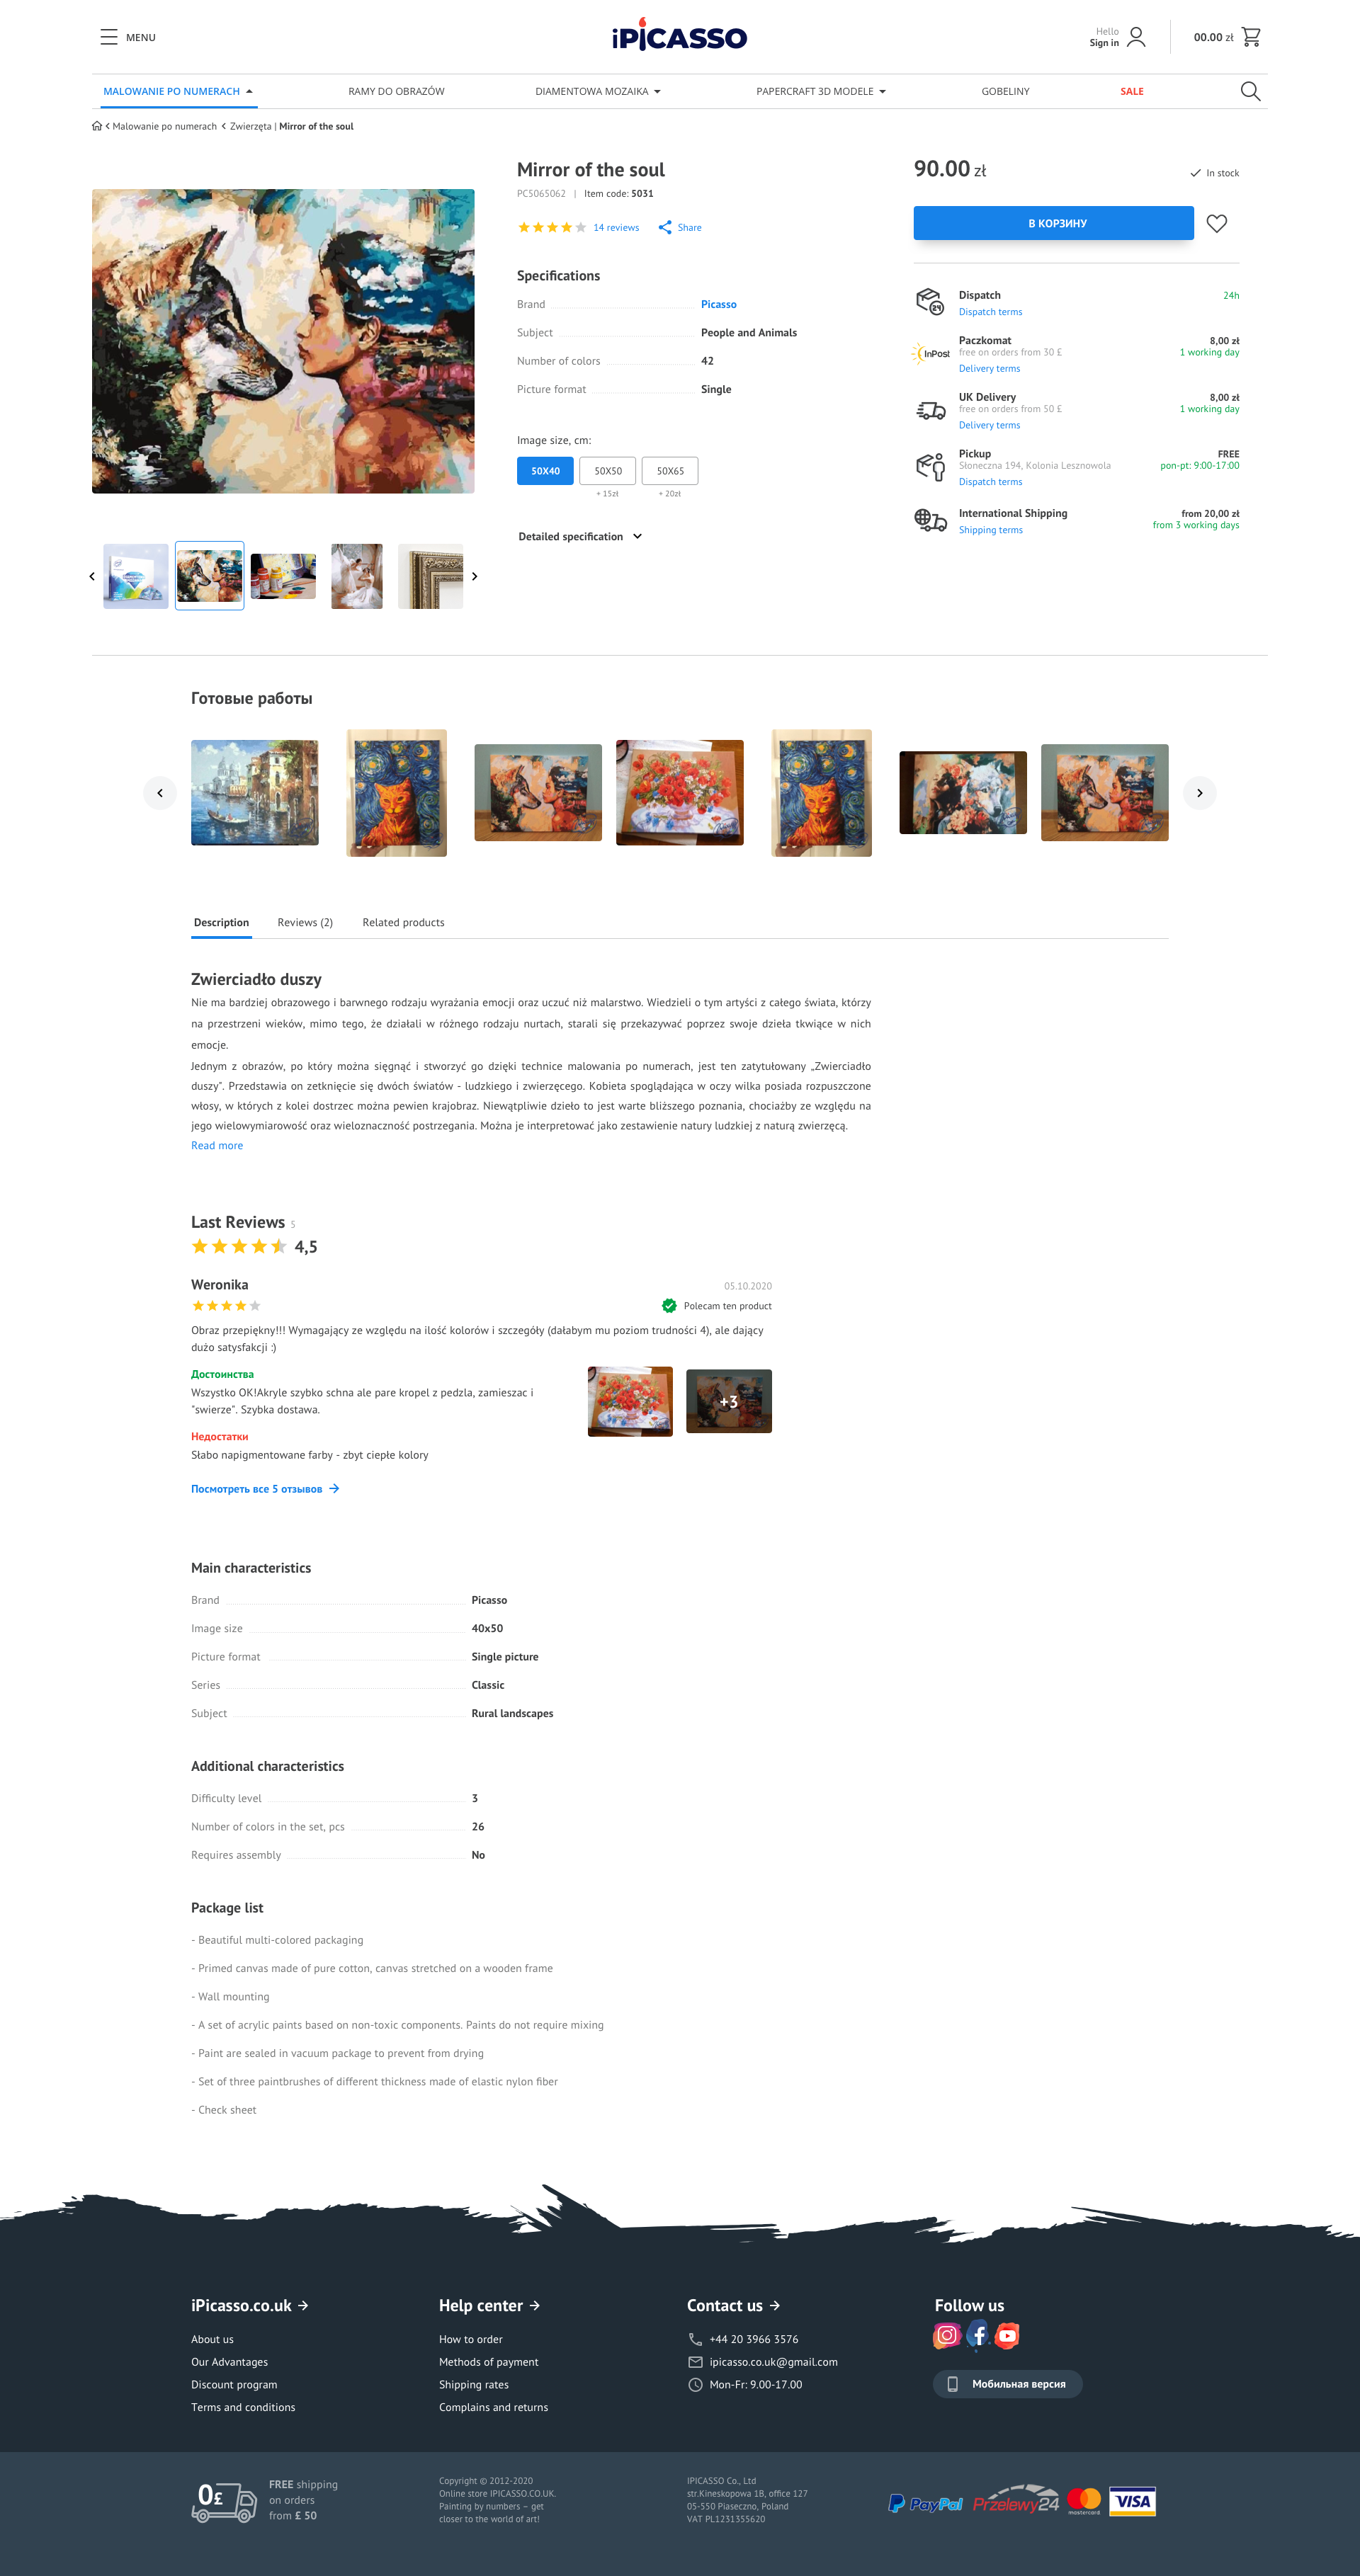 MENU
iPICASSO
Hello
Sign in
00.00 zł
MALOWANIE PO NUMERACH
RAMY DO OBRAZÓW
DIAMENTOWA MOZAIKA
PAPERCRAFT 3D MODELE
GOBELINY
SALE
Malowanie po numerach
Zwierzęta | Mirror of the soul
Mirror of the soul
PC5065062 | Item code: 5031
14 reviews
Share
Specifications
Brand Picasso
Subject People and Animals
Number of colors 42
Picture format Single
Image size, cm:
50X40
50X50
50X65
+ 15zł
+ 20zł
Detailed specification
90.00 zł
In stock
В КОРЗИНУ
Dispatch
24h
Dispatch terms
24
InPost
Paczkomat
8,00 zł
free on orders from 30 £
1 working day
Delivery terms
UK Delivery
8,00 zł
free on orders from 50 £
1 working day
Delivery terms
Pickup
FREE
Słoneczna 194, Kolonia Lesznowola
pon-pt: 9:00-17:00
Dispatch terms
International Shipping
from 20,00 zł
Shipping terms
from 3 working days
Готовые работы
Description
Reviews (2)
Related products
Zwierciadło duszy
Nie ma bardziej obrazowego i barwnego rodzaju wyrażania emocji oraz uczuć niż malarstwo. Wiedzieli o tym artyści z całego świata, którzy
na przestrzeni wieków, mimo tego, że działali w różnego rodzaju nurtach, starali się przekazywać poprzez swoje dzieła tkwiące w nich
emocje.
Jednym z obrazów, po który można sięgnąć i stworzyć go dzięki technice malowania po numerach, jest ten zatytułowany „Zwierciadło
duszy". Przedstawia on zetknięcie się dwóch światów - ludzkiego i zwierzęcego. Kobieta spoglądająca w oczy wilka posiada rozpuszczone
włosy, w których z kolei dostrzec można pewien krajobraz. Niewątpliwie dzieło to jest warte bliższego poznania, chociażby ze względu na
jego wielowymiarowość oraz wieloznaczność postrzegania. Można je interpretować jako zestawienie natury ludzkiej z naturą zwierzęcą.
Read more
Last Reviews 5
4,5
Weronika
05.10.2020
Polecam ten product
Obraz przepiękny!!! Wymagający ze względu na ilość kolorów i szczegóły (dałabym mu poziom trudności 4), ale dający
dużo satysfakcji :)
Достоинства
Wszystko OK!Akryle szybko schna ale pare kropel z pedzla, zamieszac i
"swierze". Szybka dostawa.
+3
Недостатки
Słabo napigmentowane farby - zbyt ciepłe kolory
Посмотреть все 5 отзывов
Main characteristics
Brand Picasso
Image size 40x50
Picture format Single picture
Series Classic
Subject Rural landscapes
Additional characteristics
Difficulty level 3
Number of colors in the set, pcs 26
Requires assembly No
Package list
- Beautiful multi-colored packaging
- Primed canvas made of pure cotton, canvas stretched on a wooden frame
- Wall mounting
- A set of acrylic paints based on non-toxic components. Paints do not require mixing
- Paint are sealed in vacuum package to prevent from drying
- Set of three paintbrushes of different thickness made of elastic nylon fiber
- Check sheet
iPicasso.co.uk
About us
Our Advantages
Discount program
Terms and conditions
Help center
How to order
Methods of payment
Shipping rates
Complains and returns
Contact us
+44 20 3966 3576
ipicasso.co.uk@gmail.com
Mon-Fr: 9.00-17.00
Follow us
Мобильная версия
0£
FREE shipping
on orders
from £ 50
Copyright © 2012-2020
Online store IPICASSO.CO.UK.
Painting by numbers – get
closer to the world of art!
IPICASSO Co., Ltd
str.Kineskopowa 1B, office 127
05-550 Piaseczno, Poland
VAT PL1231355620
PayPal
Przelewy24
mastercard
VISA